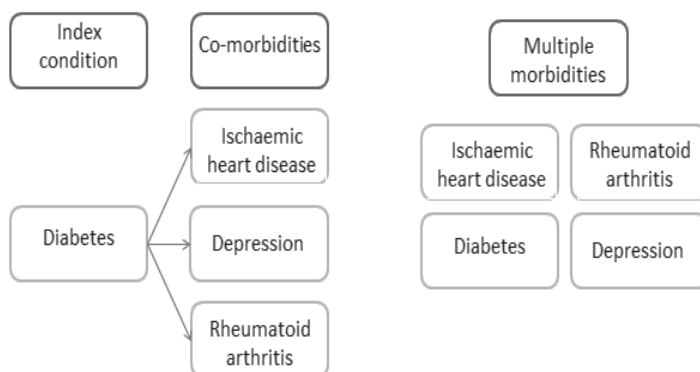 Index
condition
Co-morbidities
Multiple
morbidities
Ischaemic
heart disease
Diabetes
Depression
Rheumatoid
arthritis
Ischaemic
heart disease
Rheumatoid
arthritis
Diabetes
Depression